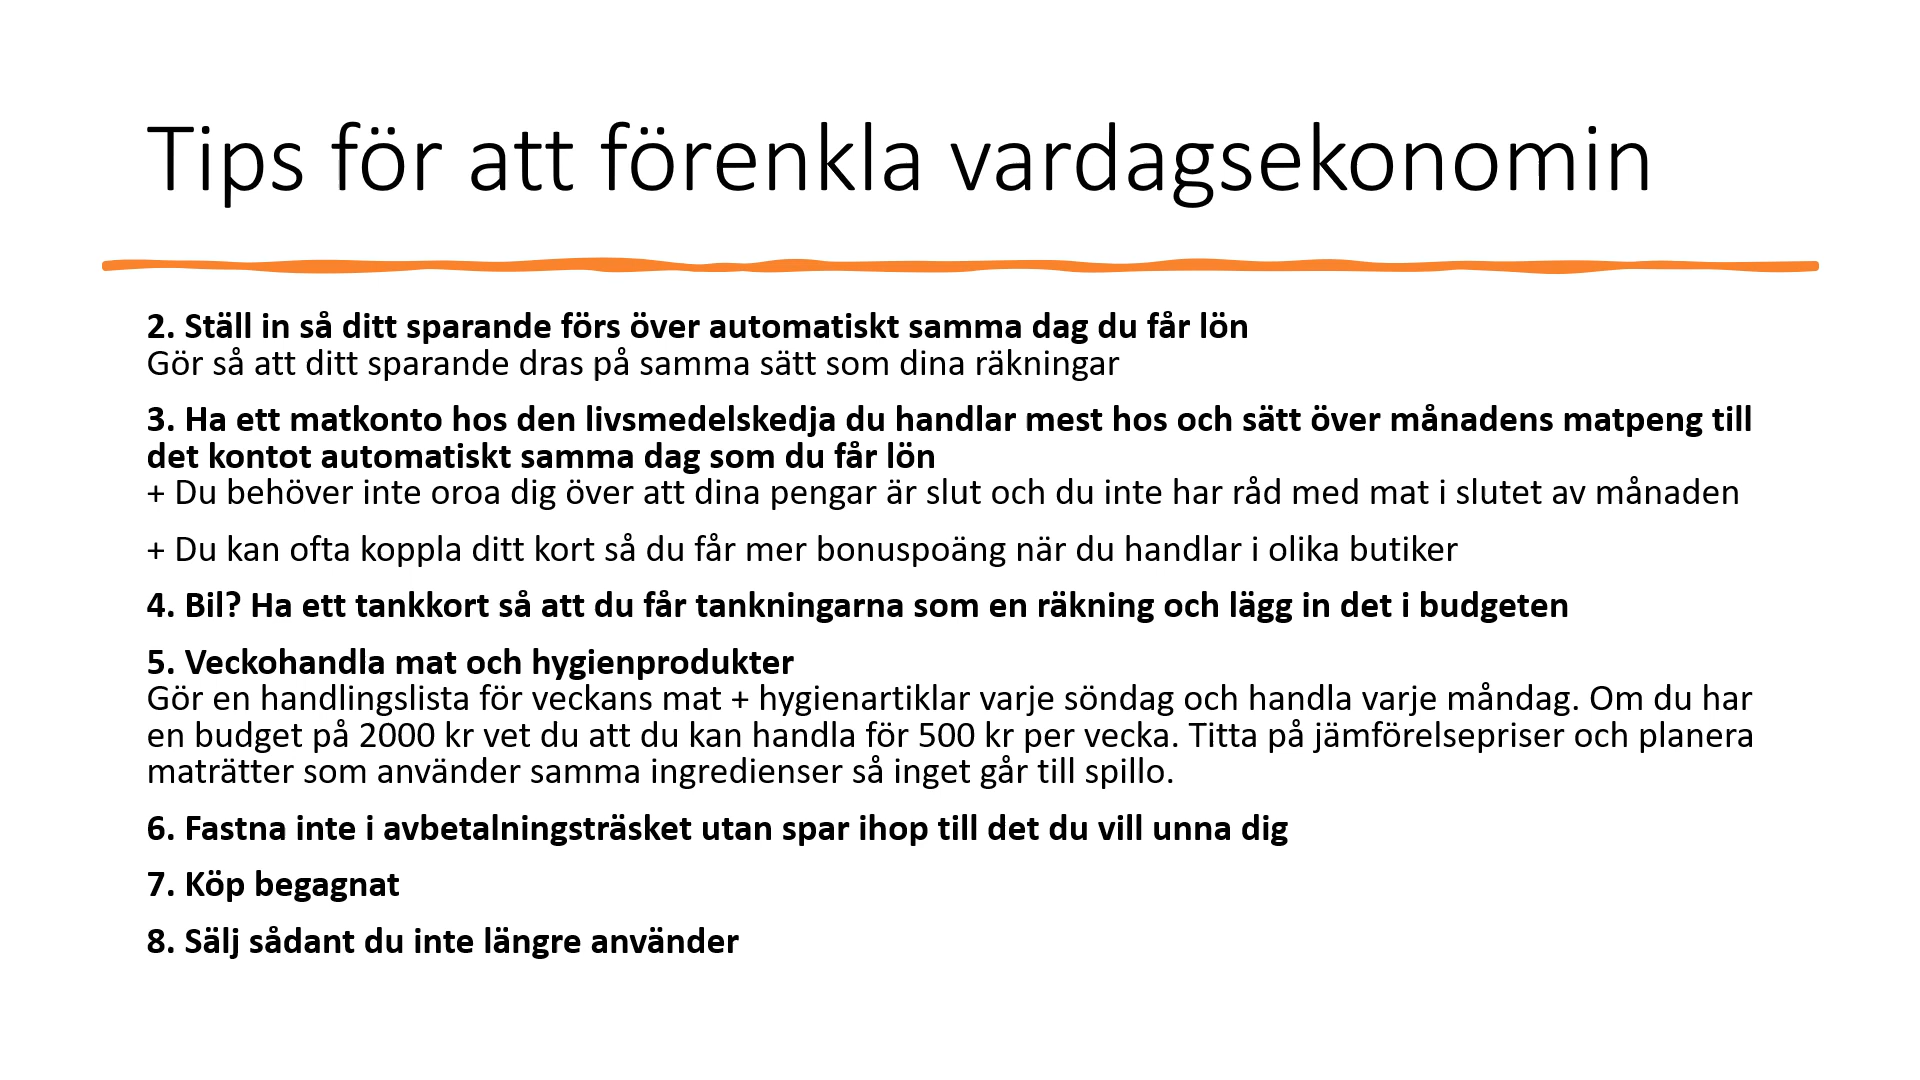 Tips för att förenkla vardagsekonomin
2. Ställ in så ditt sparande förs över automatiskt samma dag du får lön
Gör så att ditt sparande dras på samma sätt som dina räkningar
3. Ha ett matkonto hos den livsmedelskedja du handlar mest hos och sätt över månadens matpeng till
det kontot automatiskt samma dag som du får lön
+ Du behöver inte oroa dig över att dina pengar är slut och du inte har råd med mat i slutet av månaden
+ Du kan ofta koppla ditt kort så du får mer bonuspoäng när du handlar i olika butiker
4. Bil? Ha ett tankkort så att du får tankningarna som en räkning och lägg in det i budgeten
5. Veckohandla mat och hygienprodukter
Gör en handlingslista för veckans mat + hygienartiklar varje söndag och handla varje måndag. Om du har
en budget på 2000 kr vet du att du kan handla för 500 kr per vecka. Titta på jämförelsepriser och planera
maträtter som använder samma ingredienser så inget går till spillo.
6. Fastna inte i avbetalningsträsket utan spar ihop till det du vill unna dig
7. Köp begagnat
8. Sälj sådant du inte längre använder